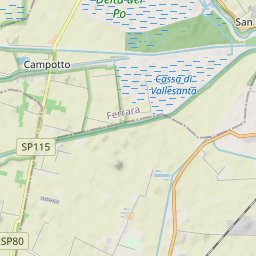 Delta del
Po
San
Campotto
Cassa di
Vallesanta
Ferrara
SP115
SP80